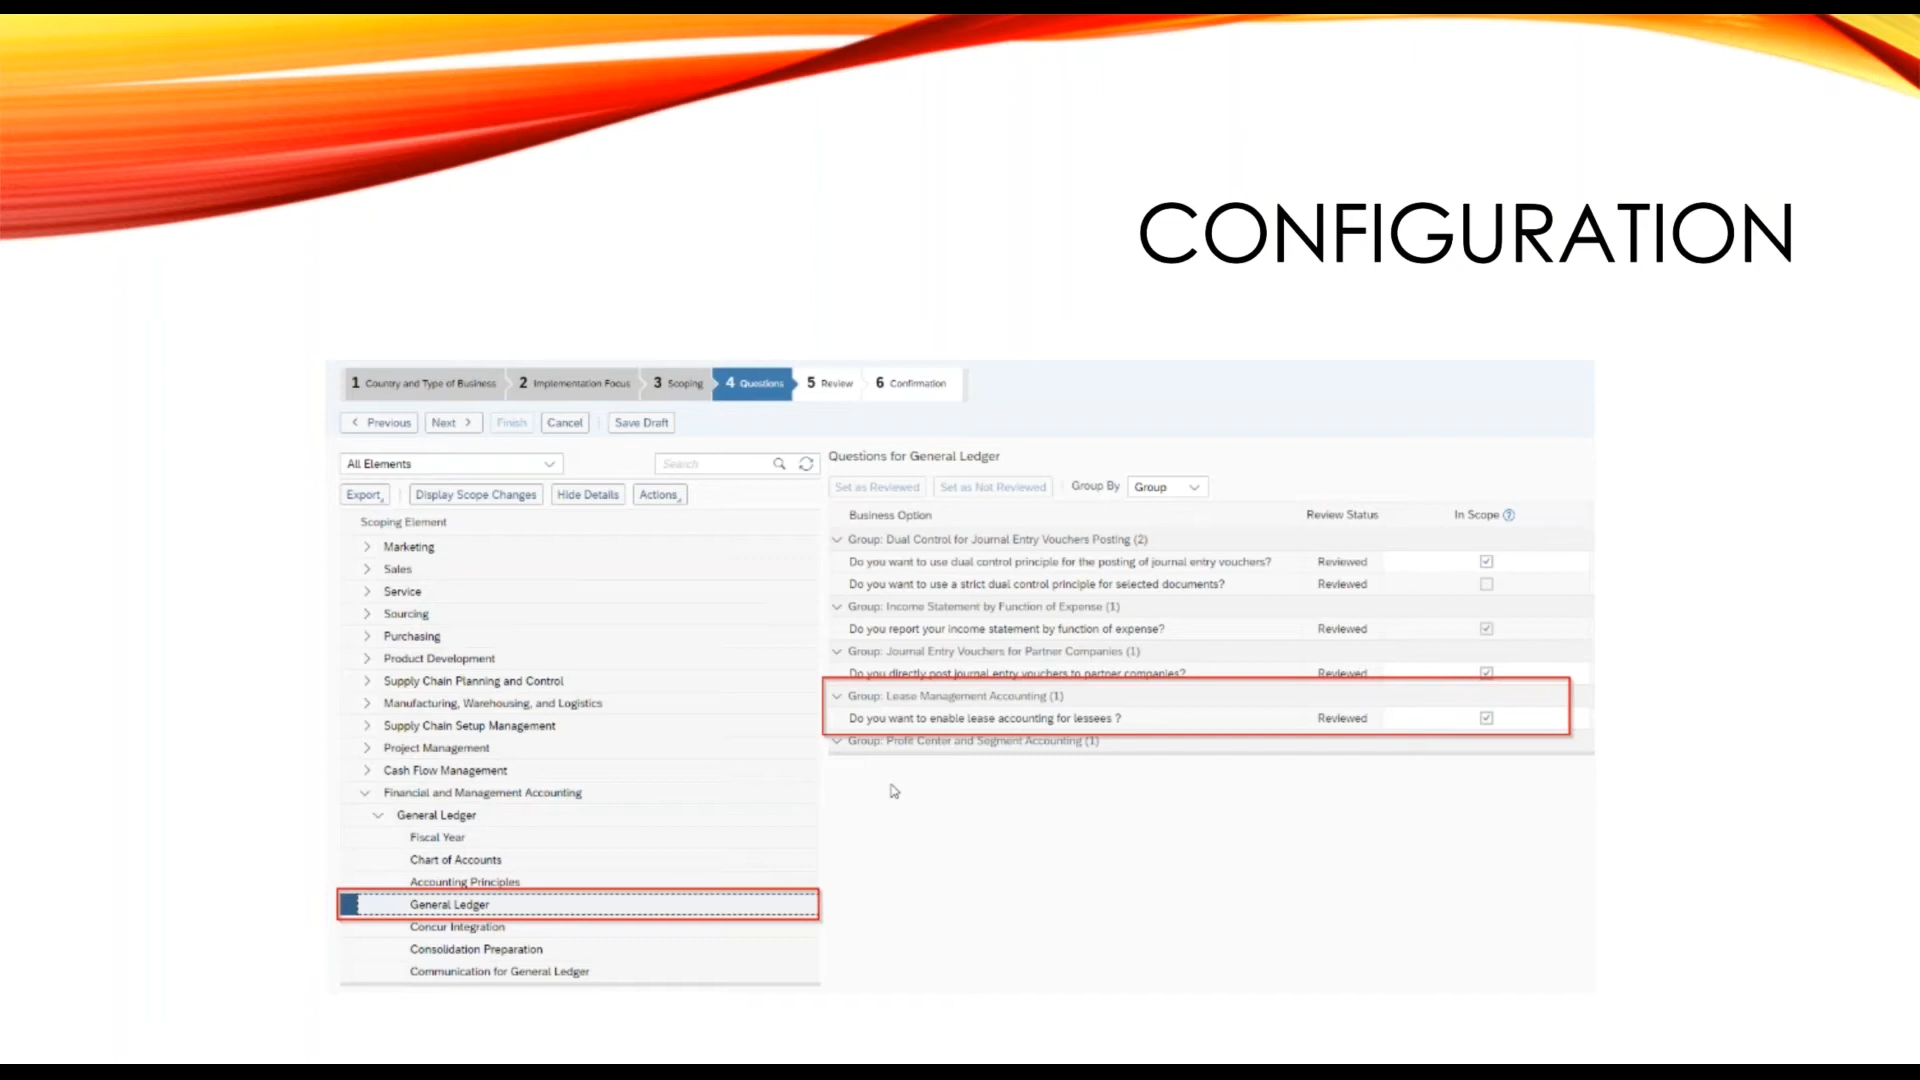 CONFIGURATION
1 Country and Type of Business 2 Implementation Focus 3 Scoping 4 Questions 5 Review 6 Confirmation
Previous Next Finish Cancel Save Draft
All Elements Search
Export Display Scope Changes Hide Details Actions
Scoping Element
Marketing
Sales
Service
Sourcing
Purchasing
Product Development
Supply Chain Planning and Control
Manufacturing, Warehousing, and Logistics
Supply Chain Setup Management
Project Management
Cash Flow Management
Financial and Management Accounting
General Ledger
Fiscal Year
Chart of Accounts
Accounting Principles
General Ledger
Concur Integration
Consolidation Preparation
Communication for General Ledger
Questions for General Ledger
Set as Reviewed Set as Not Reviewed Group By Group
Business Option Review Status In Scope ?
Group: Dual Control for Journal Entry Vouchers Posting (2)
Do you want to use dual control principle for the posting of journal entry vouchers? Reviewed
Do you want to use a strict dual control principle for selected documents? Reviewed
Group: Income Statement by Function of Expense (1)
Do you report your income statement by function of expense? Reviewed
Group: Journal Entry Vouchers for Partner Companies (1)
Do you directly post journal entry vouchers to partner companies? Reviewed
Group: Lease Management Accounting (1)
Do you want to enable lease accounting for lessees ? Reviewed
Group: Profit Center and Segment Accounting (1)